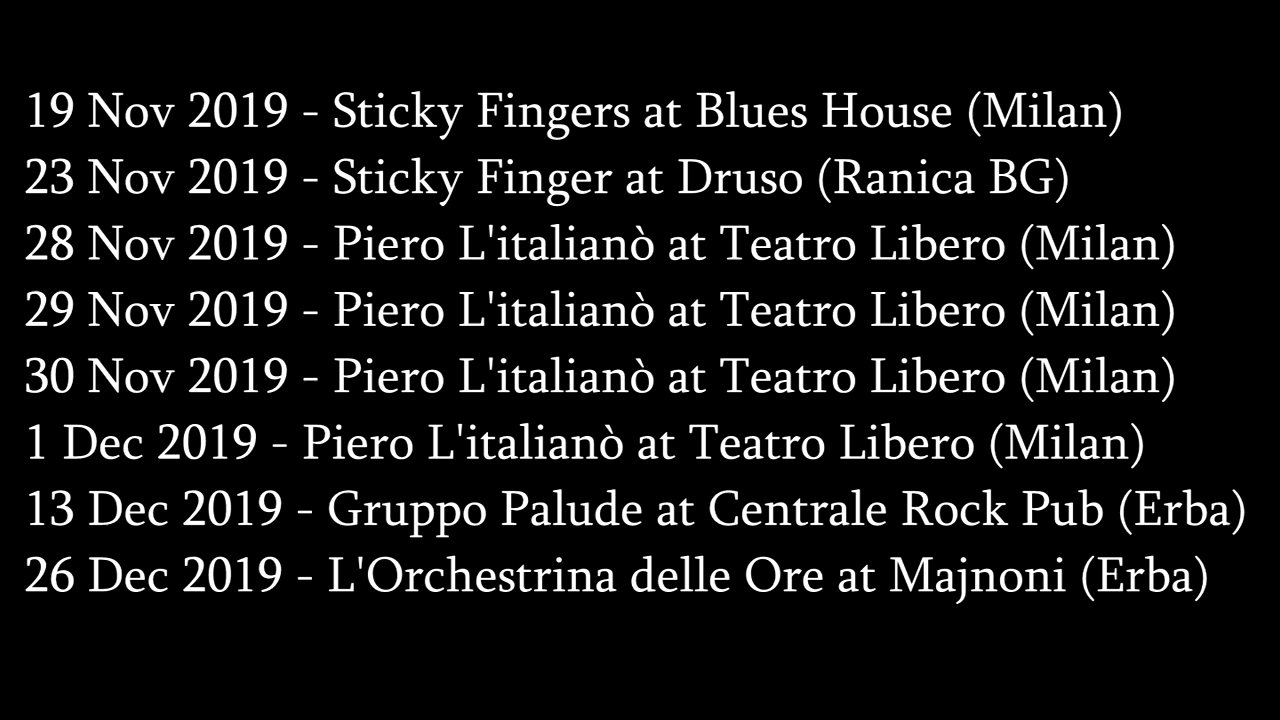 19 Nov 2019 - Sticky Fingers at Blues House (Milan)
23 Nov 2019 - Sticky Finger at Druso (Ranica BG)
28 Nov 2019 - Piero L'italianò at Teatro Libero (Milan)
29 Nov 2019 - Piero L'italianò at Teatro Libero (Milan)
30 Nov 2019 - Piero L'italianò at Teatro Libero (Milan)
1 Dec 2019 - Piero L'italianò at Teatro Libero (Milan)
13 Dec 2019 - Gruppo Palude at Centrale Rock Pub (Erba)
26 Dec 2019 - L'Orchestrina delle Ore at Majnoni (Erba)